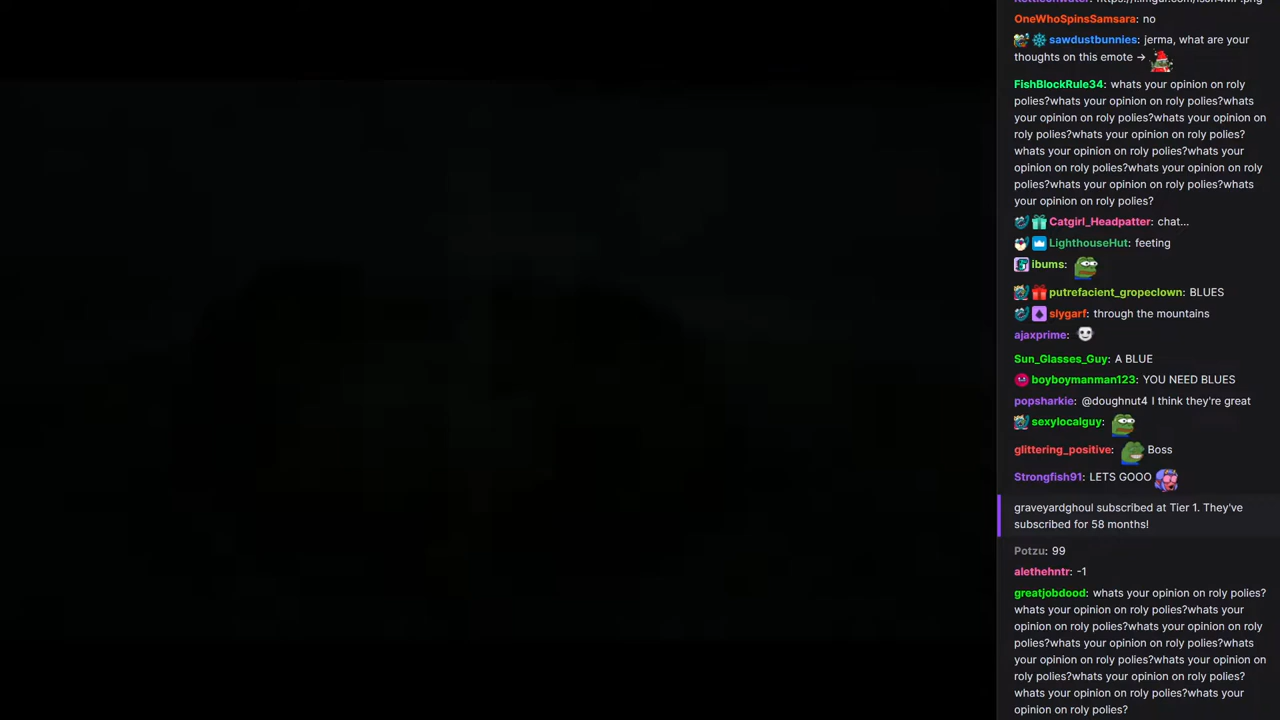 OneWhoSpinsSamsara: no
sawdustbunnies: jerma, what are your
thoughts on this emote →
FishBlockRule34: whats your opinion on roly
polies?whats your opinion on roly polies?whats
your opinion on roly polies?whats your opinion on
roly polies?whats your opinion on roly polies?
whats your opinion on roly polies?whats your
opinion on roly polies?whats your opinion on roly
polies?whats your opinion on roly polies?whats
your opinion on roly polies?
Catgirl_Headpatter: chat...
LighthouseHut: feeting
ibums:
putrefacient_gropeclown: BLUES
slygarf: through the mountains
ajaxprime:
Sun_Glasses_Guy: A BLUE
boyboymanman123: YOU NEED BLUES
popsharkie: @doughnut4 I think they're great
sexylocalguy:
glittering_positive: Boss
Strongfish91: LETS GOOO
graveyardghoul subscribed at Tier 1. They've
subscribed for 58 months!
Potzu: 99
alethehntr: -1
greatjobdood: whats your opinion on roly polies?
whats your opinion on roly polies?whats your
opinion on roly polies?whats your opinion on roly
polies?whats your opinion on roly polies?whats
your opinion on roly polies?whats your opinion on
roly polies?whats your opinion on roly polies?
whats your opinion on roly polies?whats your
opinion on roly polies?